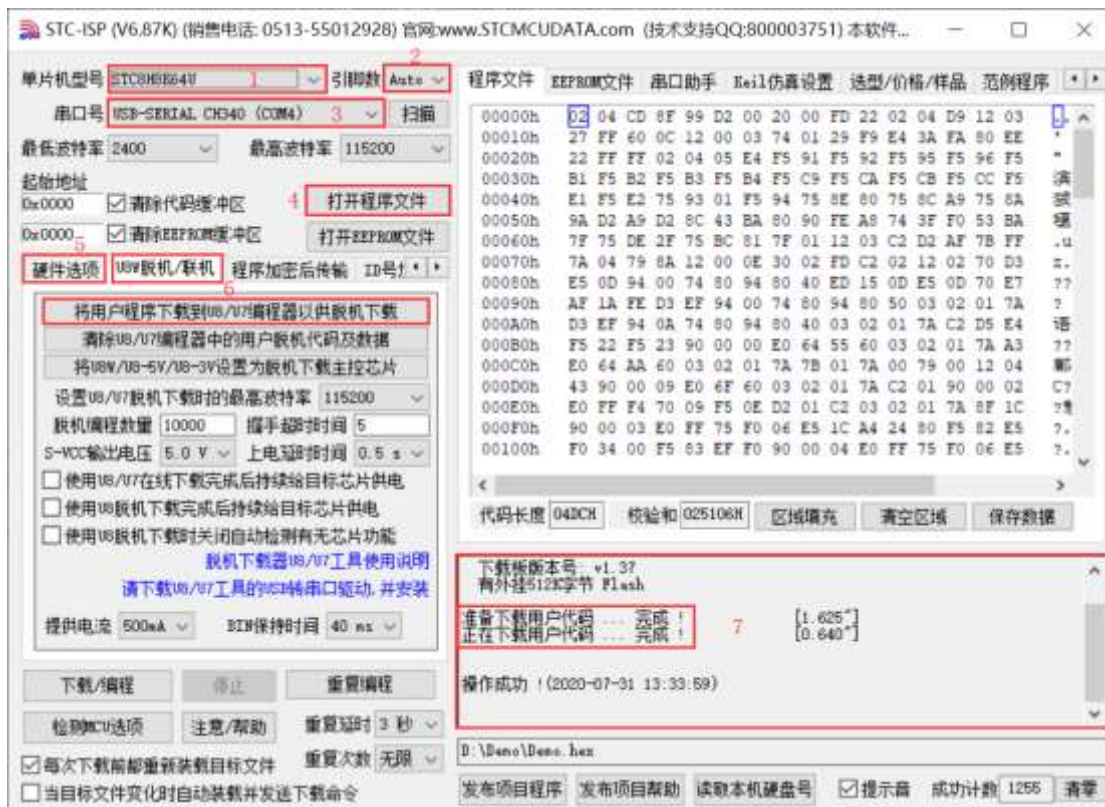 STC-ISP (V6.87K) (销售电话: 0513-55012928) 官网:www.STCMCUDATA.com (技术支持QQ:800003751) 本软件...
单片机型号 STC8H8K64U 1 引脚数 Auto 2
串口号 USB-SERIAL CH340 (COM4) 3 扫描
最低波特率 2400 最高波特率 115200
起始地址
0x0000 清除代码缓冲区 4 打开程序文件
0x0000 清除EEPROM缓冲区 打开EEPROM文件
5
硬件选项 U8W脱机/联机 程序加密后传输
6
将用户程序下载到U8/U7编程器以供脱机下载
清除U8/U7编程器中的用户脱机代码及数据
将U8W/U8-5V/U8-3V设置为脱机下载主控芯片
设置U8/U7脱机下载时的最高波特率 115200
脱机编程数量 10000 握手超时时间 5
S-VCC输出电压 5.0 V 上电延时时间 0.5 s
使用U8/U7在线下载完成后持续给目标芯片供电
使用U8脱机下载完成后持续给目标芯片供电
使用U8脱机下载时关闭自动检测有无芯片功能
脱机下载器U8/U7工具使用说明
请下载U8/U7工具的USB转串口驱动,并安装
提供电流 500mA BIN保持时间 40 ms
下载/编程 停止 重复编程
检测MCU选项 注意/帮助 重复延时 3 秒
重复次数 无限
每次下载前都重新装载目标文件
当目标文件变化时自动装载并发送下载命令
程序文件 EEPROM文件 串口助手 Keil仿真设置 选型/价格/样品 范例程序
00000h 02 04 CD 8F 99 D2 00 20 00 FD 22 02 04 D9 12 03
00010h 27 FF 60 0C 12 00 03 74 01 29 F9 E4 3A FA 80 EE
00020h 22 FF FF 02 04 05 E4 F5 91 F5 92 F5 95 F5 96 F5
00030h B1 F5 B2 F5 B3 F5 B4 F5 C9 F5 CA F5 CB F5 CC F5
00040h E1 F5 E2 75 93 01 F5 94 75 8E 80 75 8C A9 75 8A
00050h 9A D2 A9 D2 8C 43 BA 80 90 FE A8 74 3F F0 53 BA
00060h 7F 75 DE 2F 75 BC 81 7F 01 12 03 C2 D2 AF 7B FF
00070h 7A 04 79 8A 12 00 0E 30 02 FD C2 02 12 02 70 D3
00080h E5 0D 94 00 74 80 94 80 40 ED 15 0D E5 0D 70 E7
00090h AF 1A FE D3 EF 94 00 74 80 94 80 50 03 02 01 7A
000A0h D3 EF 94 0A 74 80 94 80 40 03 02 01 7A C2 D5 E4
000B0h F5 22 F5 23 90 00 00 E0 64 55 60 03 02 01 7A A3
000C0h E0 64 AA 60 03 02 01 7A 7B 01 7A 00 79 00 12 04
000D0h 43 90 00 09 E0 6F 60 03 02 01 7A C2 01 90 00 02
000E0h E0 FF F4 70 09 F5 0E D2 01 C2 03 02 01 7A 8F 1C
000F0h 90 00 03 E0 FF 75 F0 06 E5 1C A4 24 80 F5 82 E5
00100h F0 34 00 F5 83 EF F0 90 00 04 E0 FF 75 F0 06 E5
代码长度 04DCH 校验和 025106H 区域填充 清空区域 保存数据
下载板版本号: v1.37
有外挂512K字节 Flash
准备下载用户代码 ... 完成 ! [1.625"]
正在下载用户代码 ... 完成 ! 7 [0.640"]
操作成功 !(2020-07-31 13:33:59)
D:\Demo\Demo.hex
发布项目程序 发布项目帮助 读取本机硬盘号 提示音 成功计数 1256 清零